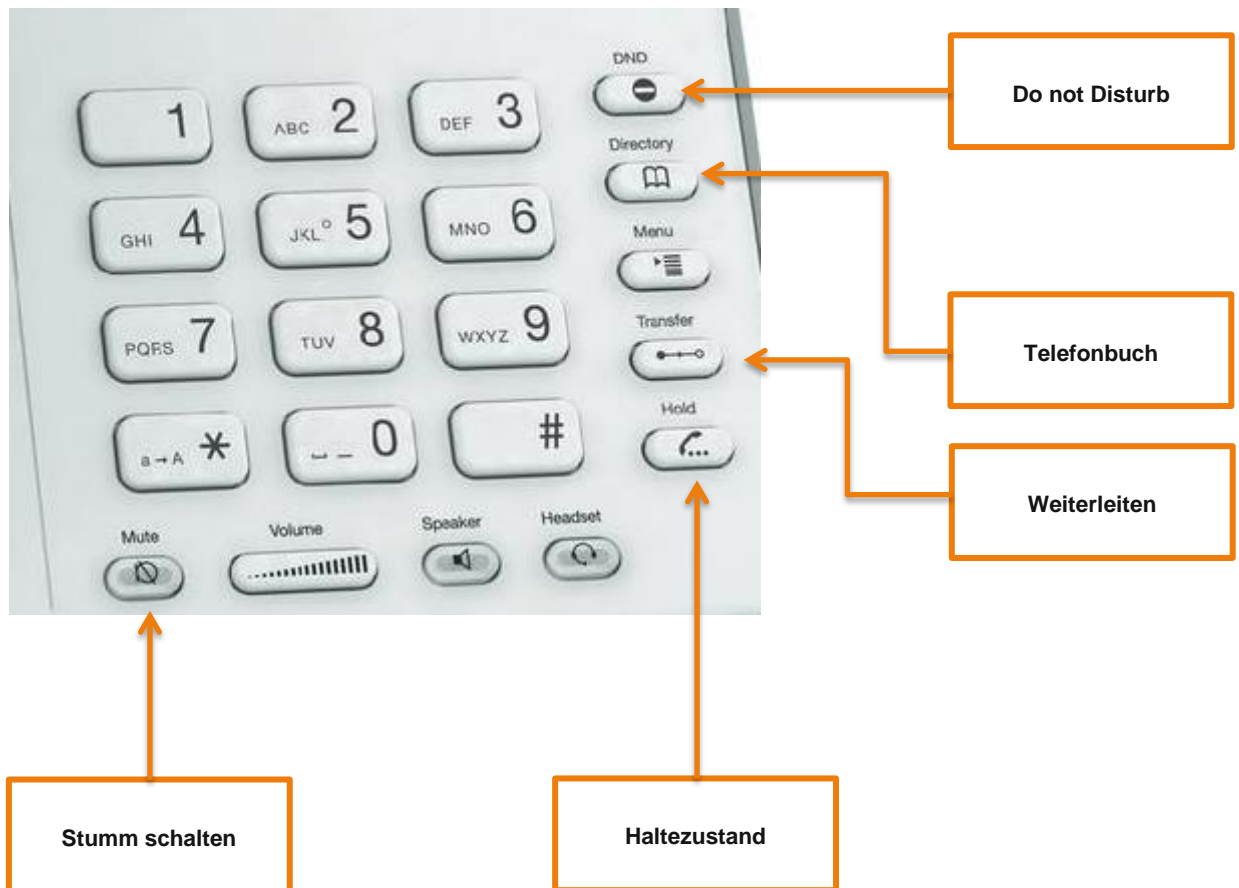 DND
Do not Disturb
1
ABC 2
DEF 3
Directory
GHI 4
JKL 5
MNO 6
Menu
Telefonbuch
PQRS 7
TUV 8
WXYZ 9
Transfer
Weiterleiten
a→A *
0
#
Hold
Mute
Volume
Speaker
Headset
Stumm schalten
Haltezustand